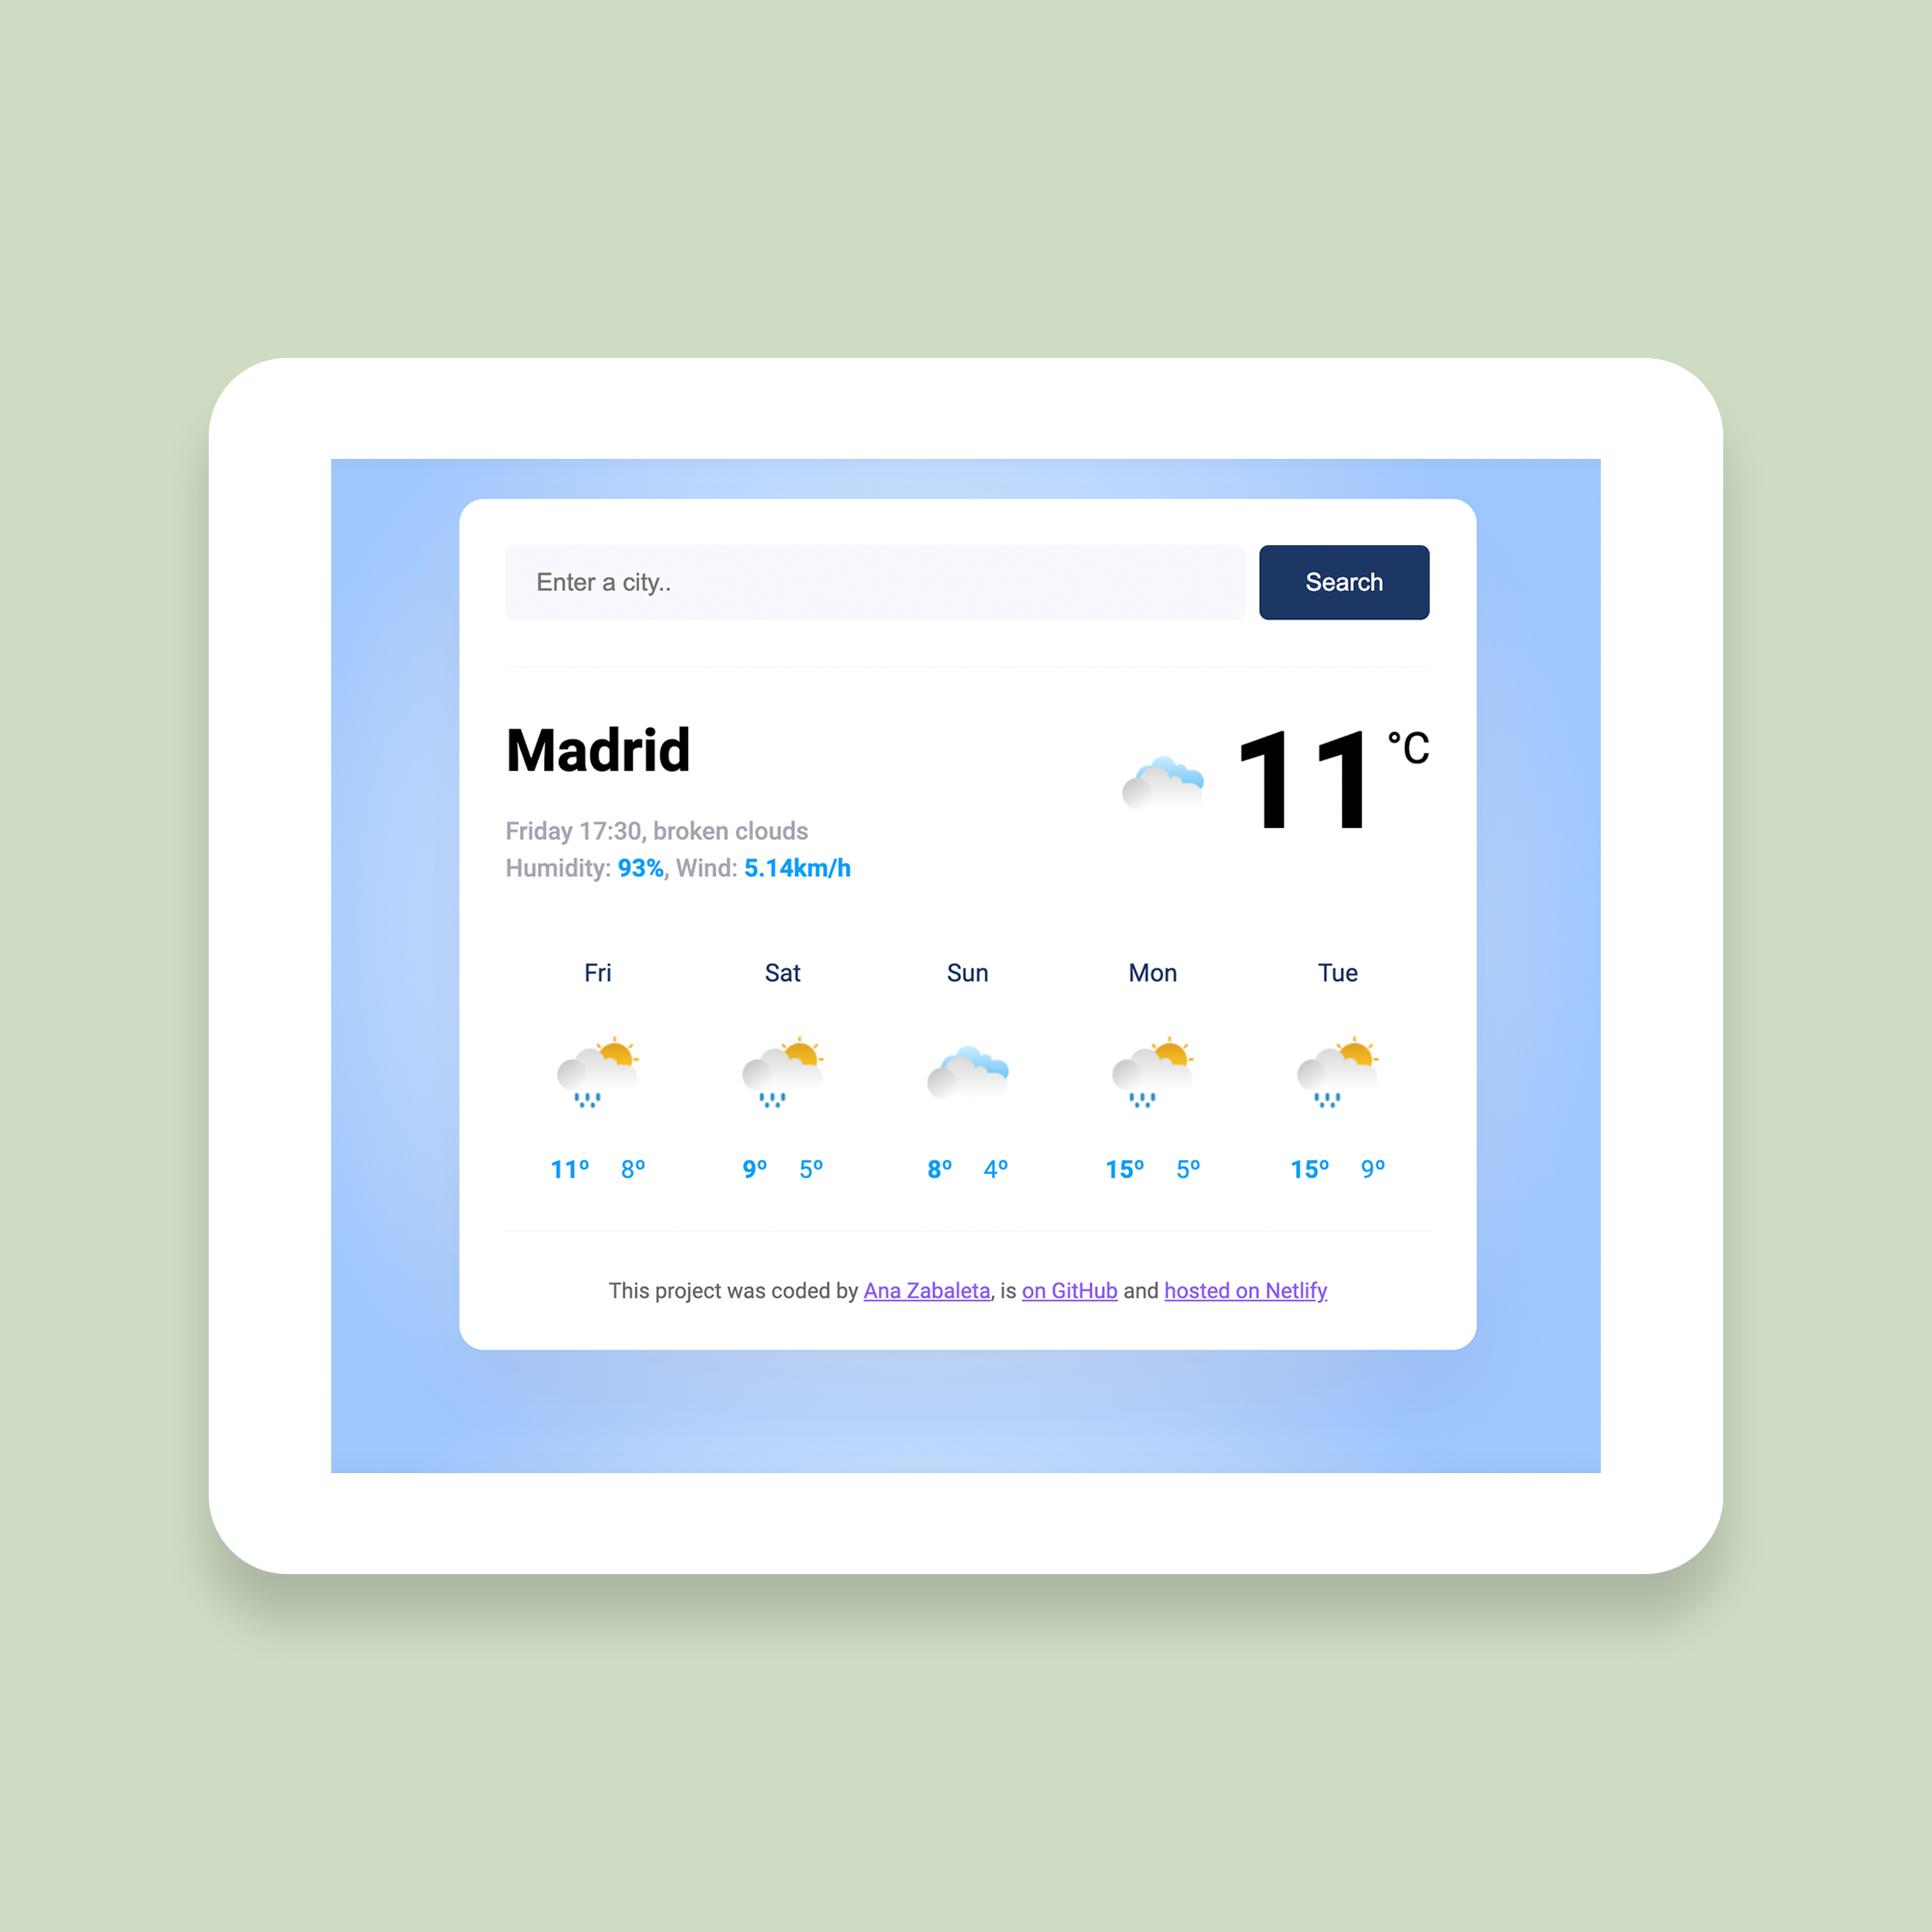 Enter a city..
Search
Madrid
11 °C
Friday 17:30, broken clouds
Humidity: 93%, Wind: 5.14km/h
Fri Sat Sun Mon Tue
11º 8º 9º 5º 8º 4º 15º 5º 15º 9º
This project was coded by Ana Zabaleta, is on GitHub and hosted on Netlify